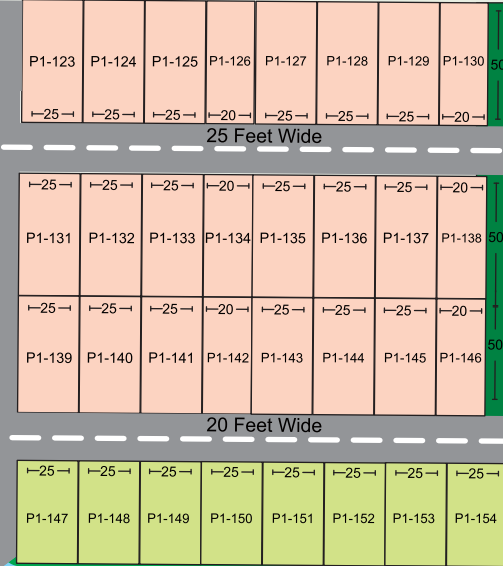 P1-123 P1-124 P1-125 P1-126 P1-127 P1-128 P1-129 P1-130 50
25 25 25 20 25 25 25 20
25 Feet Wide
25 25 25 20 25 25 25 20
P1-131 P1-132 P1-133 P1-134 P1-135 P1-136 P1-137 P1-138 50
25 25 25 20 25 25 25 20
P1-139 P1-140 P1-141 P1-142 P1-143 P1-144 P1-145 P1-146 50
20 Feet Wide
25 25 25 25 25 25 25 25
P1-147 P1-148 P1-149 P1-150 P1-151 P1-152 P1-153 P1-154